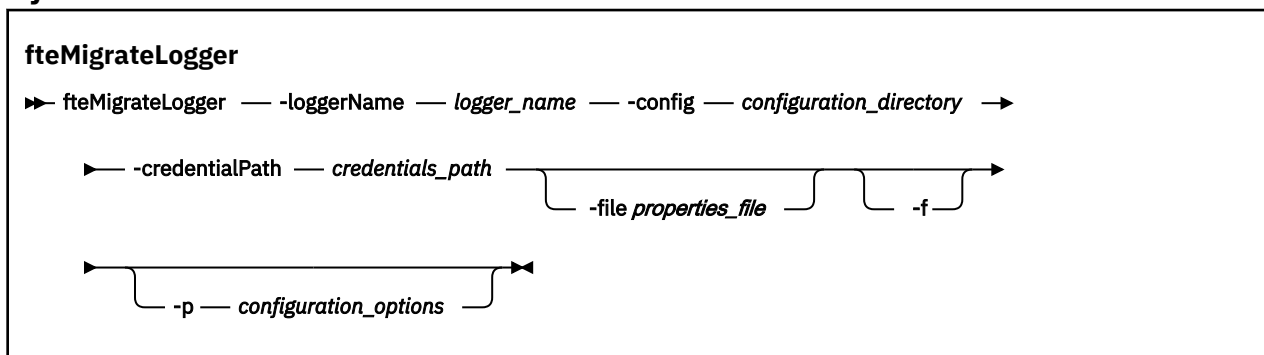 fteMigrateLogger
fteMigrateLogger -loggerName logger_name -config configuration_directory
-credentialPath credentials_path
-file properties_file -f
-p configuration_options